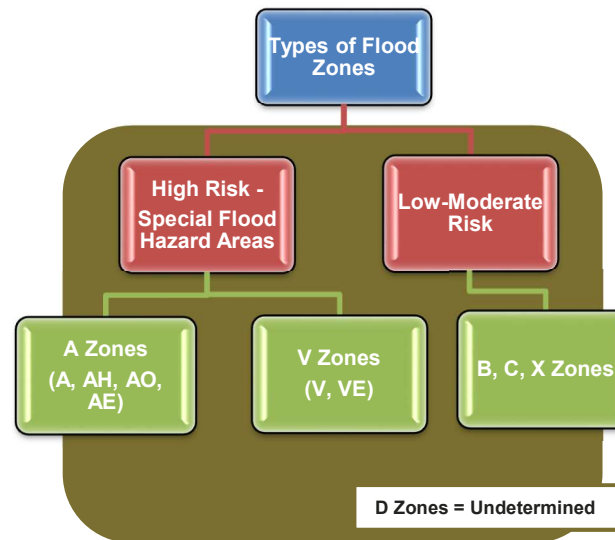 Types of Flood
Zones
High Risk -
Special Flood
Hazard Areas
Low-Moderate
Risk
A Zones
(A, AH, AO,
AE)
V Zones
(V, VE)
B, C, X Zones
D Zones = Undetermined